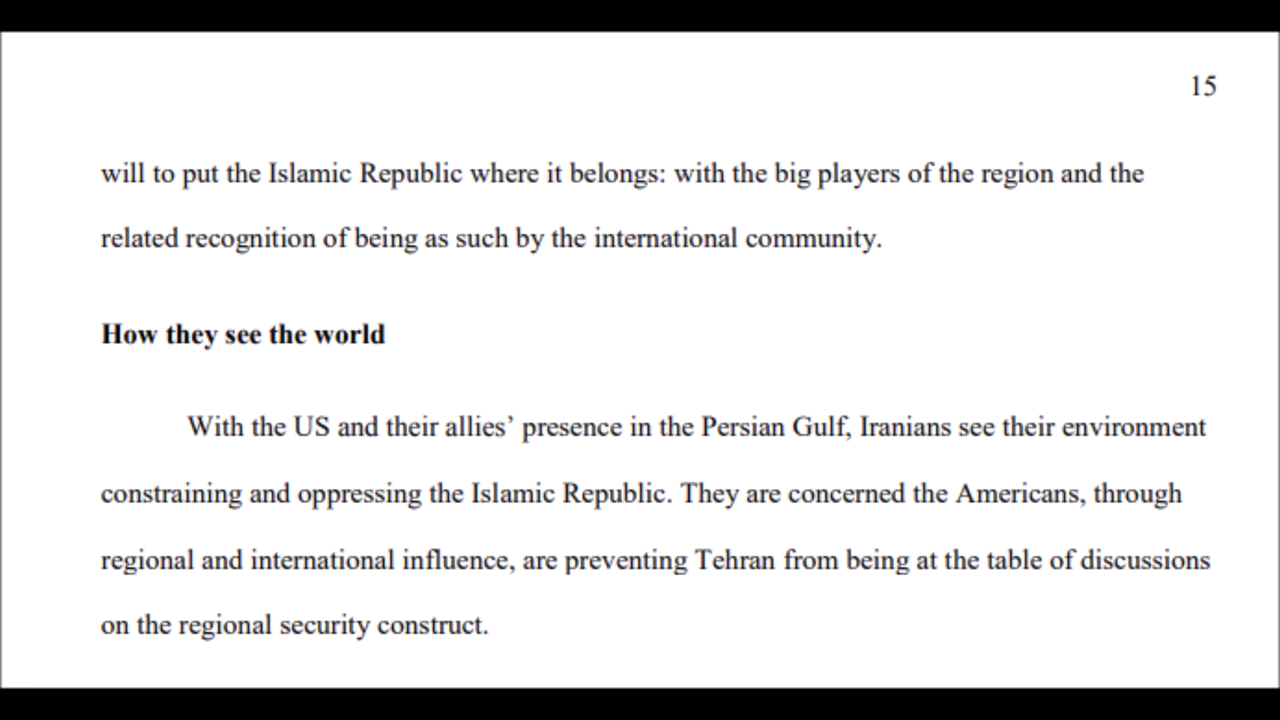 15
will to put the Islamic Republic where it belongs: with the big players of the region and the
related recognition of being as such by the international community.
How they see the world
With the US and their allies’ presence in the Persian Gulf, Iranians see their environment
constraining and oppressing the Islamic Republic. They are concerned the Americans, through
regional and international influence, are preventing Tehran from being at the table of discussions
on the regional security construct.